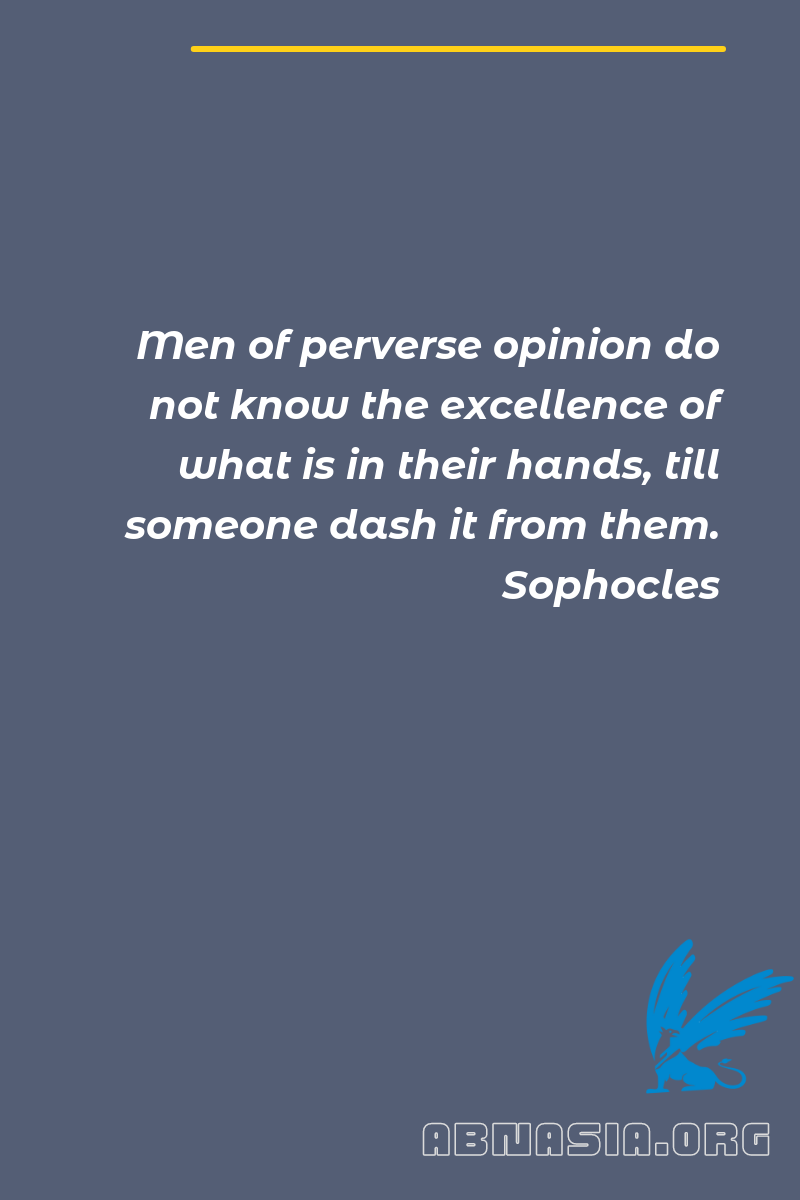 Men of perverse opinion do
not know the excellence of
what is in their hands, till
someone dash it from them.
Sophocles
ABNASIA.ORG